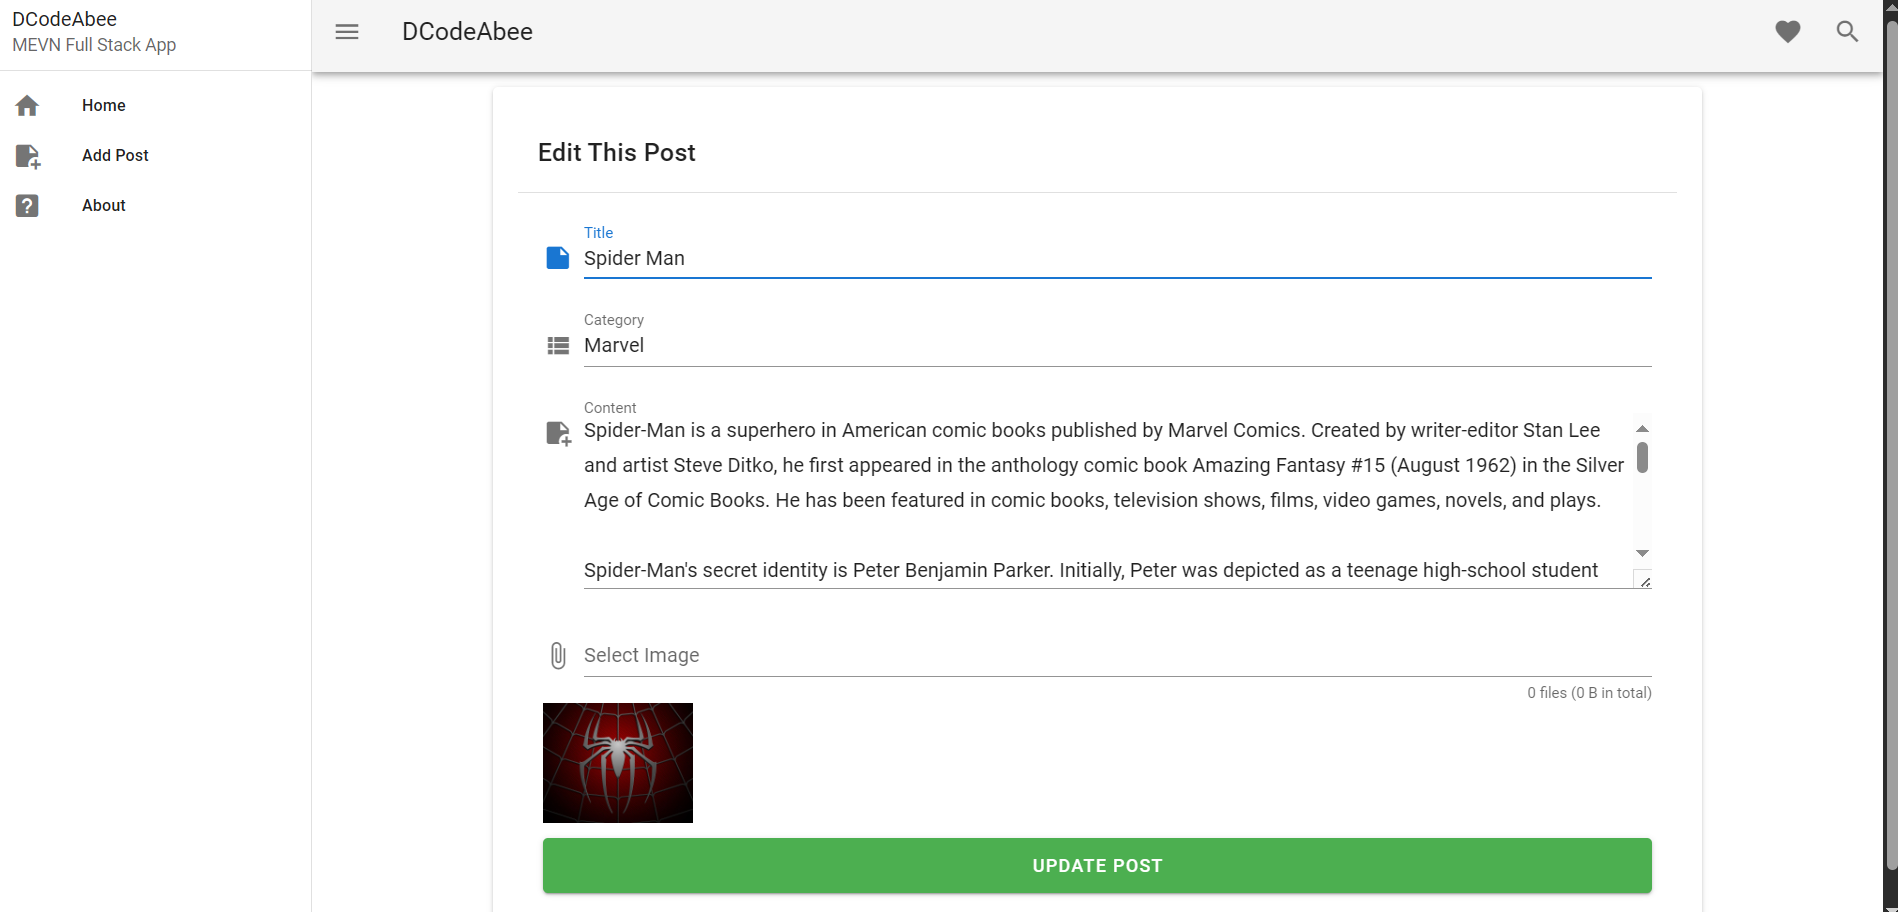 DCodeAbee
MEVN Full Stack App
Home
Add Post
About
DCodeAbee
Edit This Post
Title
Spider Man
Category
Marvel
Content
Spider-Man is a superhero in American comic books published by Marvel Comics. Created by writer-editor Stan Lee
and artist Steve Ditko, he first appeared in the anthology comic book Amazing Fantasy #15 (August 1962) in the Silver
Age of Comic Books. He has been featured in comic books, television shows, films, video games, novels, and plays.
Spider-Man's secret identity is Peter Benjamin Parker. Initially, Peter was depicted as a teenage high-school student
Select Image
0 files (0 B in total)
UPDATE POST